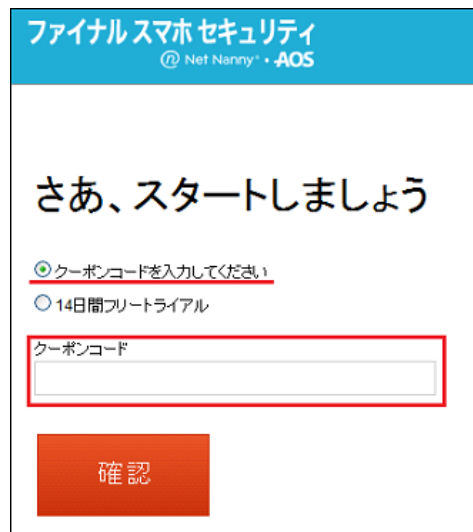 ファイナル スマホ セキュリティ
Net Nanny・AOS
さあ、スタートしましょう
クーポンコードを入力してください
14日間フリートライアル
クーポンコード
確認